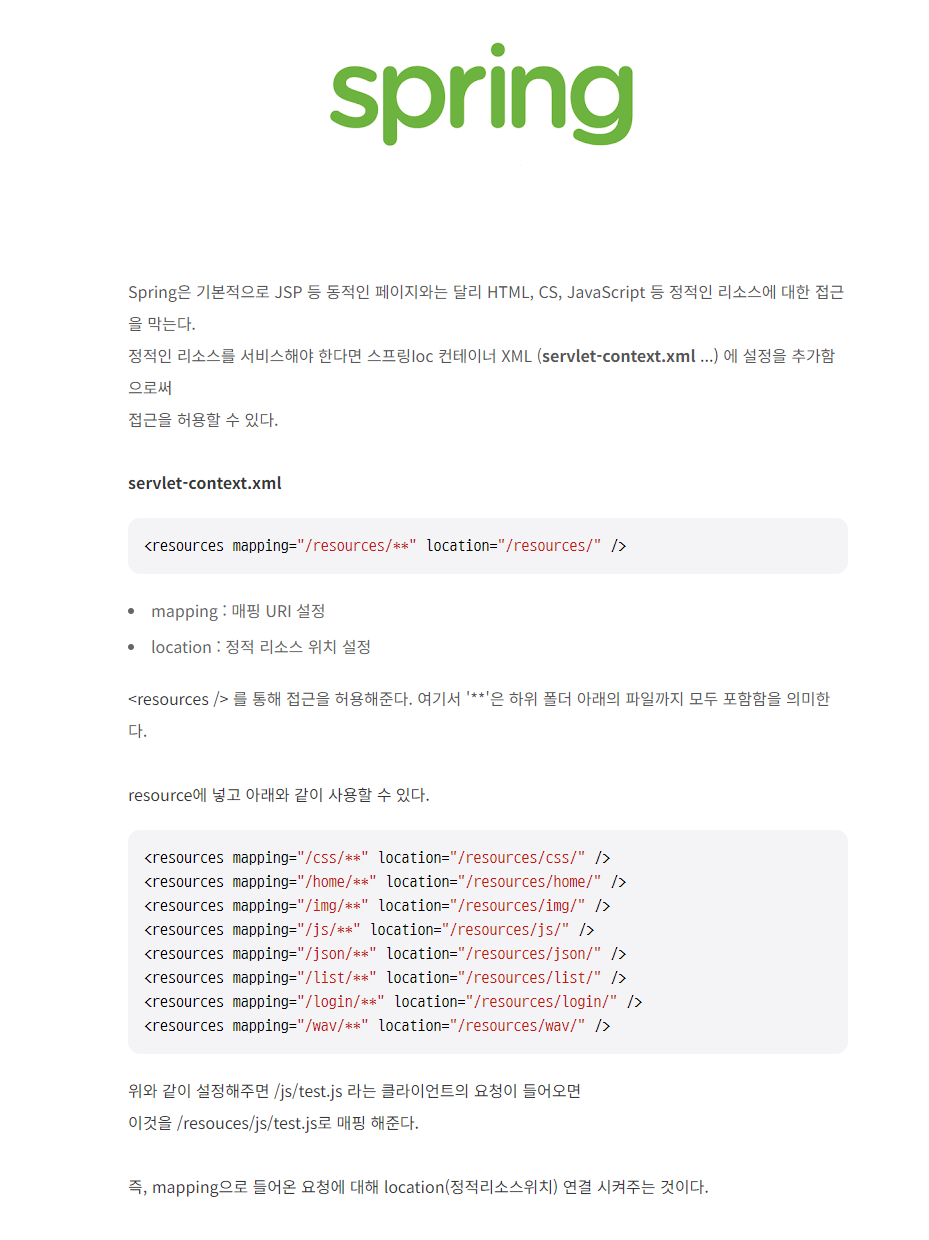 spring
Spring은 기본적으로 JSP 등 동적인 페이지와는 달리 HTML, CS, JavaScript 등 정적인 리소스에 대한 접근
을 막는다.
정적인 리소스를 서비스해야 한다면 스프링Ioc 컨테이너 XML (servlet-context.xml ...) 에 설정을 추가함
으로써
접근을 허용할 수 있다.
servlet-context.xml
<resources mapping="/resources/**" location="/resources/" />
• mapping : 매핑 URI 설정
• location : 정적 리소스 위치 설정
<resources /> 를 통해 접근을 허용해준다. 여기서 '**'은 하위 폴더 아래의 파일까지 모두 포함함을 의미한
다.
resource에 넣고 아래와 같이 사용할 수 있다.
<resources mapping="/css/**" location="/resources/css/" />
<resources mapping="/home/**" location="/resources/home/" />
<resources mapping="/img/**" location="/resources/img/" />
<resources mapping="/js/**" location="/resources/js/" />
<resources mapping="/json/**" location="/resources/json/" />
<resources mapping="/list/**" location="/resources/list/" />
<resources mapping="/login/**" location="/resources/login/" />
<resources mapping="/wav/**" location="/resources/wav/" />
위와 같이 설정해주면 /js/test.js 라는 클라이언트의 요청이 들어오면
이것을 /resouces/js/test.js로 매핑 해준다.
즉, mapping으로 들어온 요청에 대해 location(정적리소스위치) 연결 시켜주는 것이다.